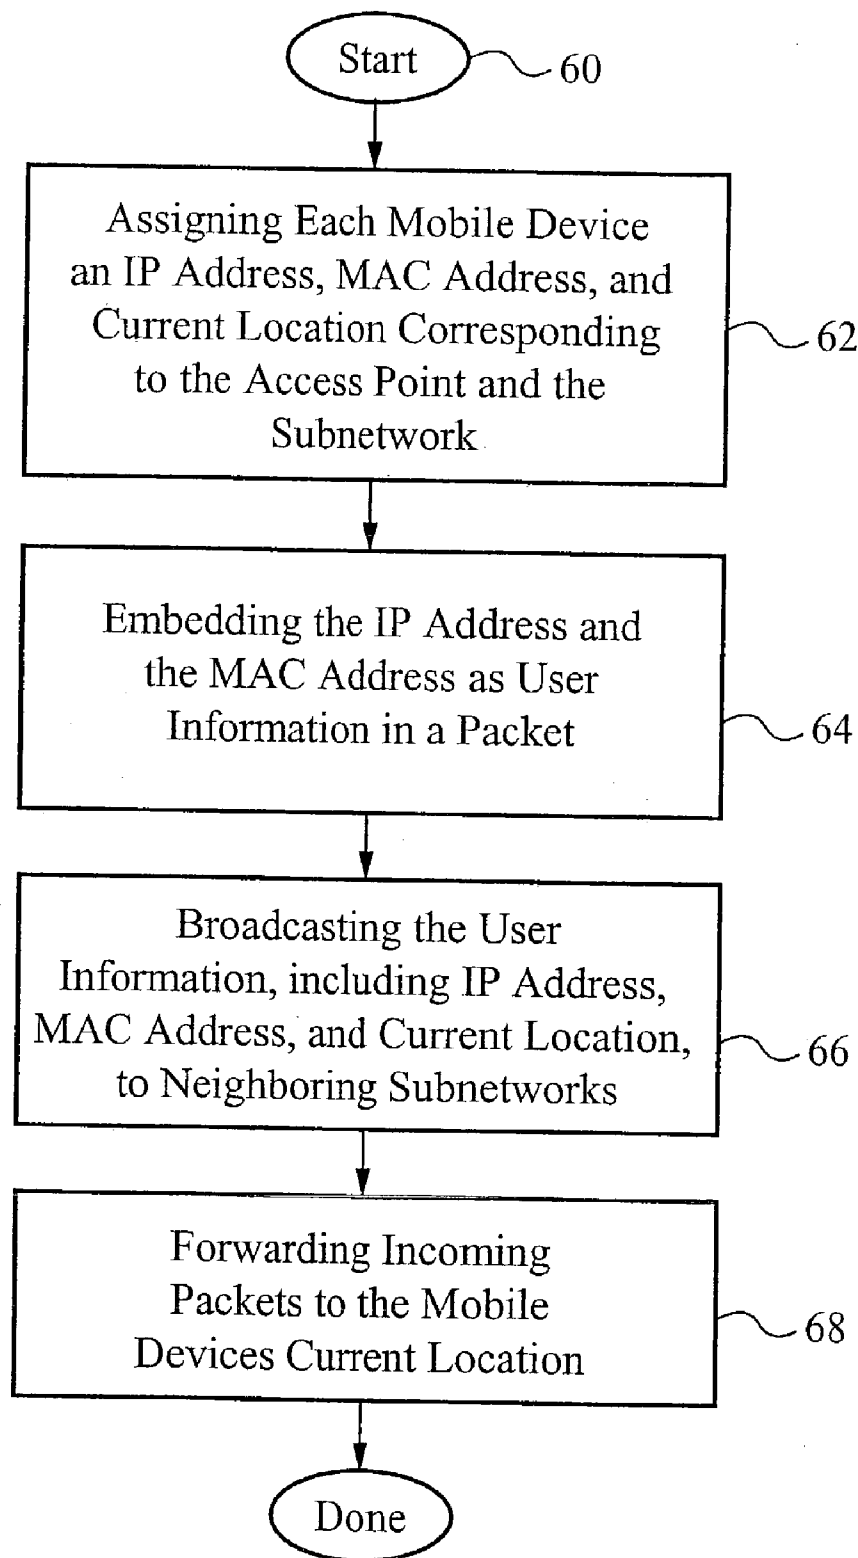 Start
60
Assigning Each Mobile Device
an IP Address, MAC Address, and
Current Location Corresponding
to the Access Point and the
Subnetwork
62
Embedding the IP Address and
the MAC Address as User
Information in a Packet
64
Broadcasting the User
Information, including IP Address,
MAC Address, and Current Location,
to Neighboring Subnetworks
66
Forwarding Incoming
Packets to the Mobile
Devices Current Location
68
Done